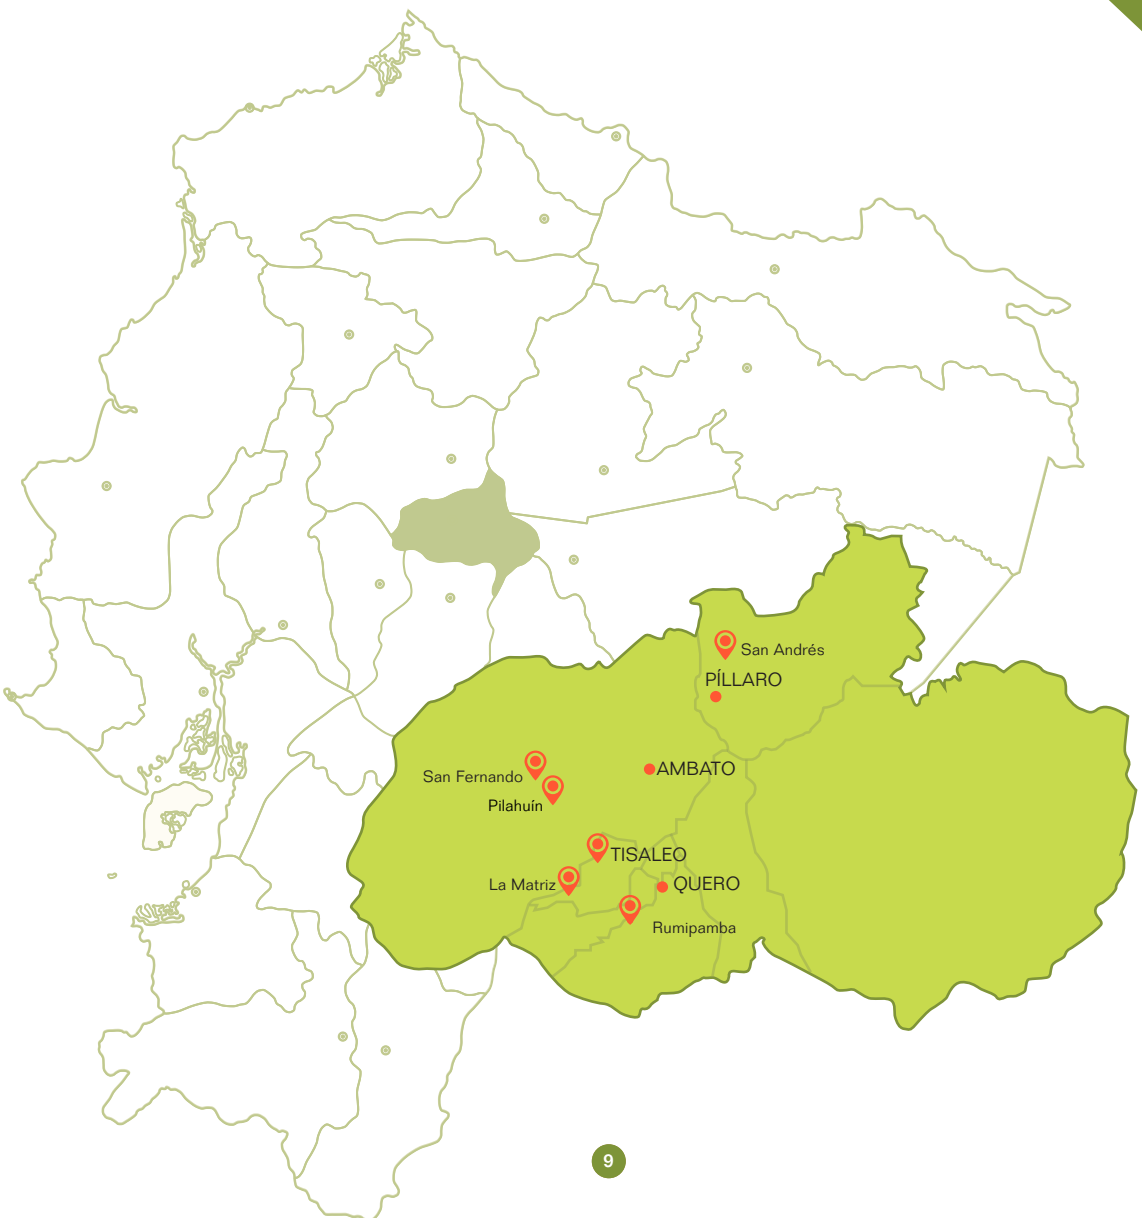 San Andrés
PÍLLARO
AMBATO
San Fernando
Pilahuín
TISALEO
La Matriz
QUERO
Rumipamba
9